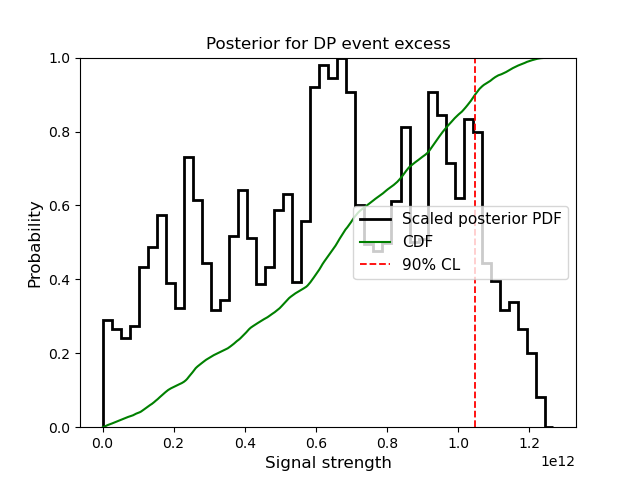 Posterior for DP event excess
Probability
1.0
0.8
0.6
0.4
0.2
0.0
Scaled posterior PDF
CDF
90% CL
0.0 0.2 0.4 0.6 0.8 1.0 1.2
1e12
Signal strength